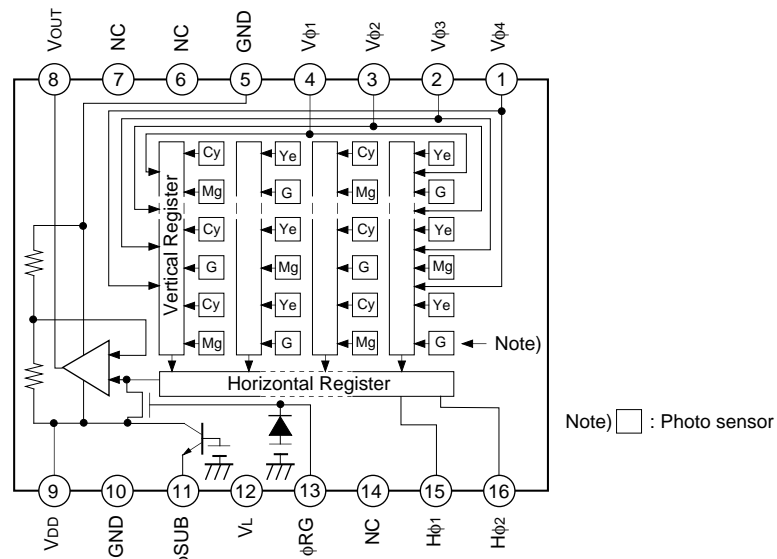 VOUT NC NC GND Vφ1 Vφ2 Vφ3 Vφ4
8 7 6 5 4 3 2 1
Cy Ye Cy Ye
Mg G Mg G
Cy Ye Cy Ye
G Mg G Mg
Cy Ye Cy Ye
Mg G Mg G
Vertical Register
Note)
Horizontal Register
Note) : Photo sensor
9 10 11 12 13 14 15 16
VDD GND φSUB VL φRG NC Hφ1 Hφ2